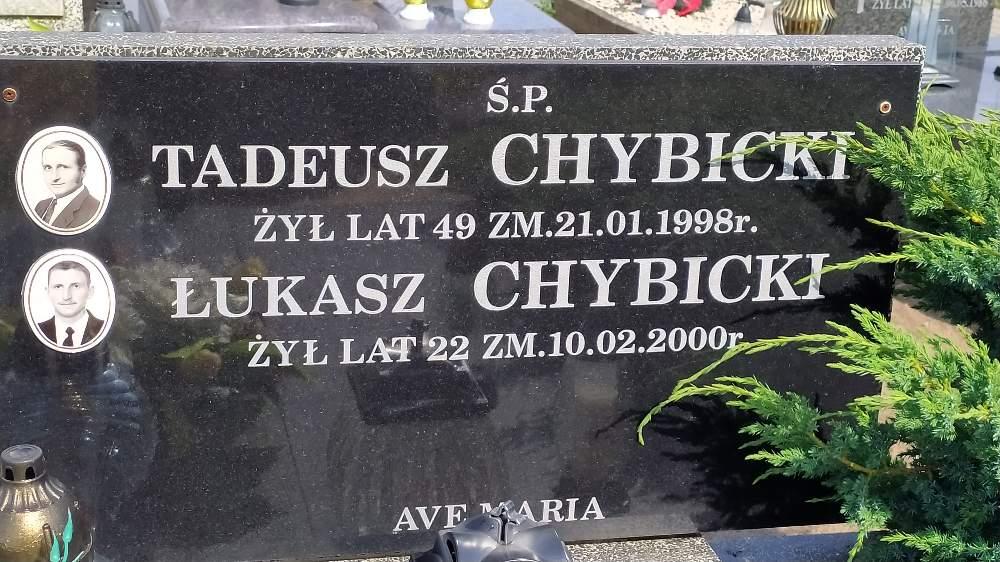 Ś.P.
TADEUSZ CHYBICKI
ŻYŁ LAT 49 ZM.21.01.1998r.
ŁUKASZ CHYBICKI
ŻYŁ LAT 22 ZM.10.02.2000r
AVE MARIA